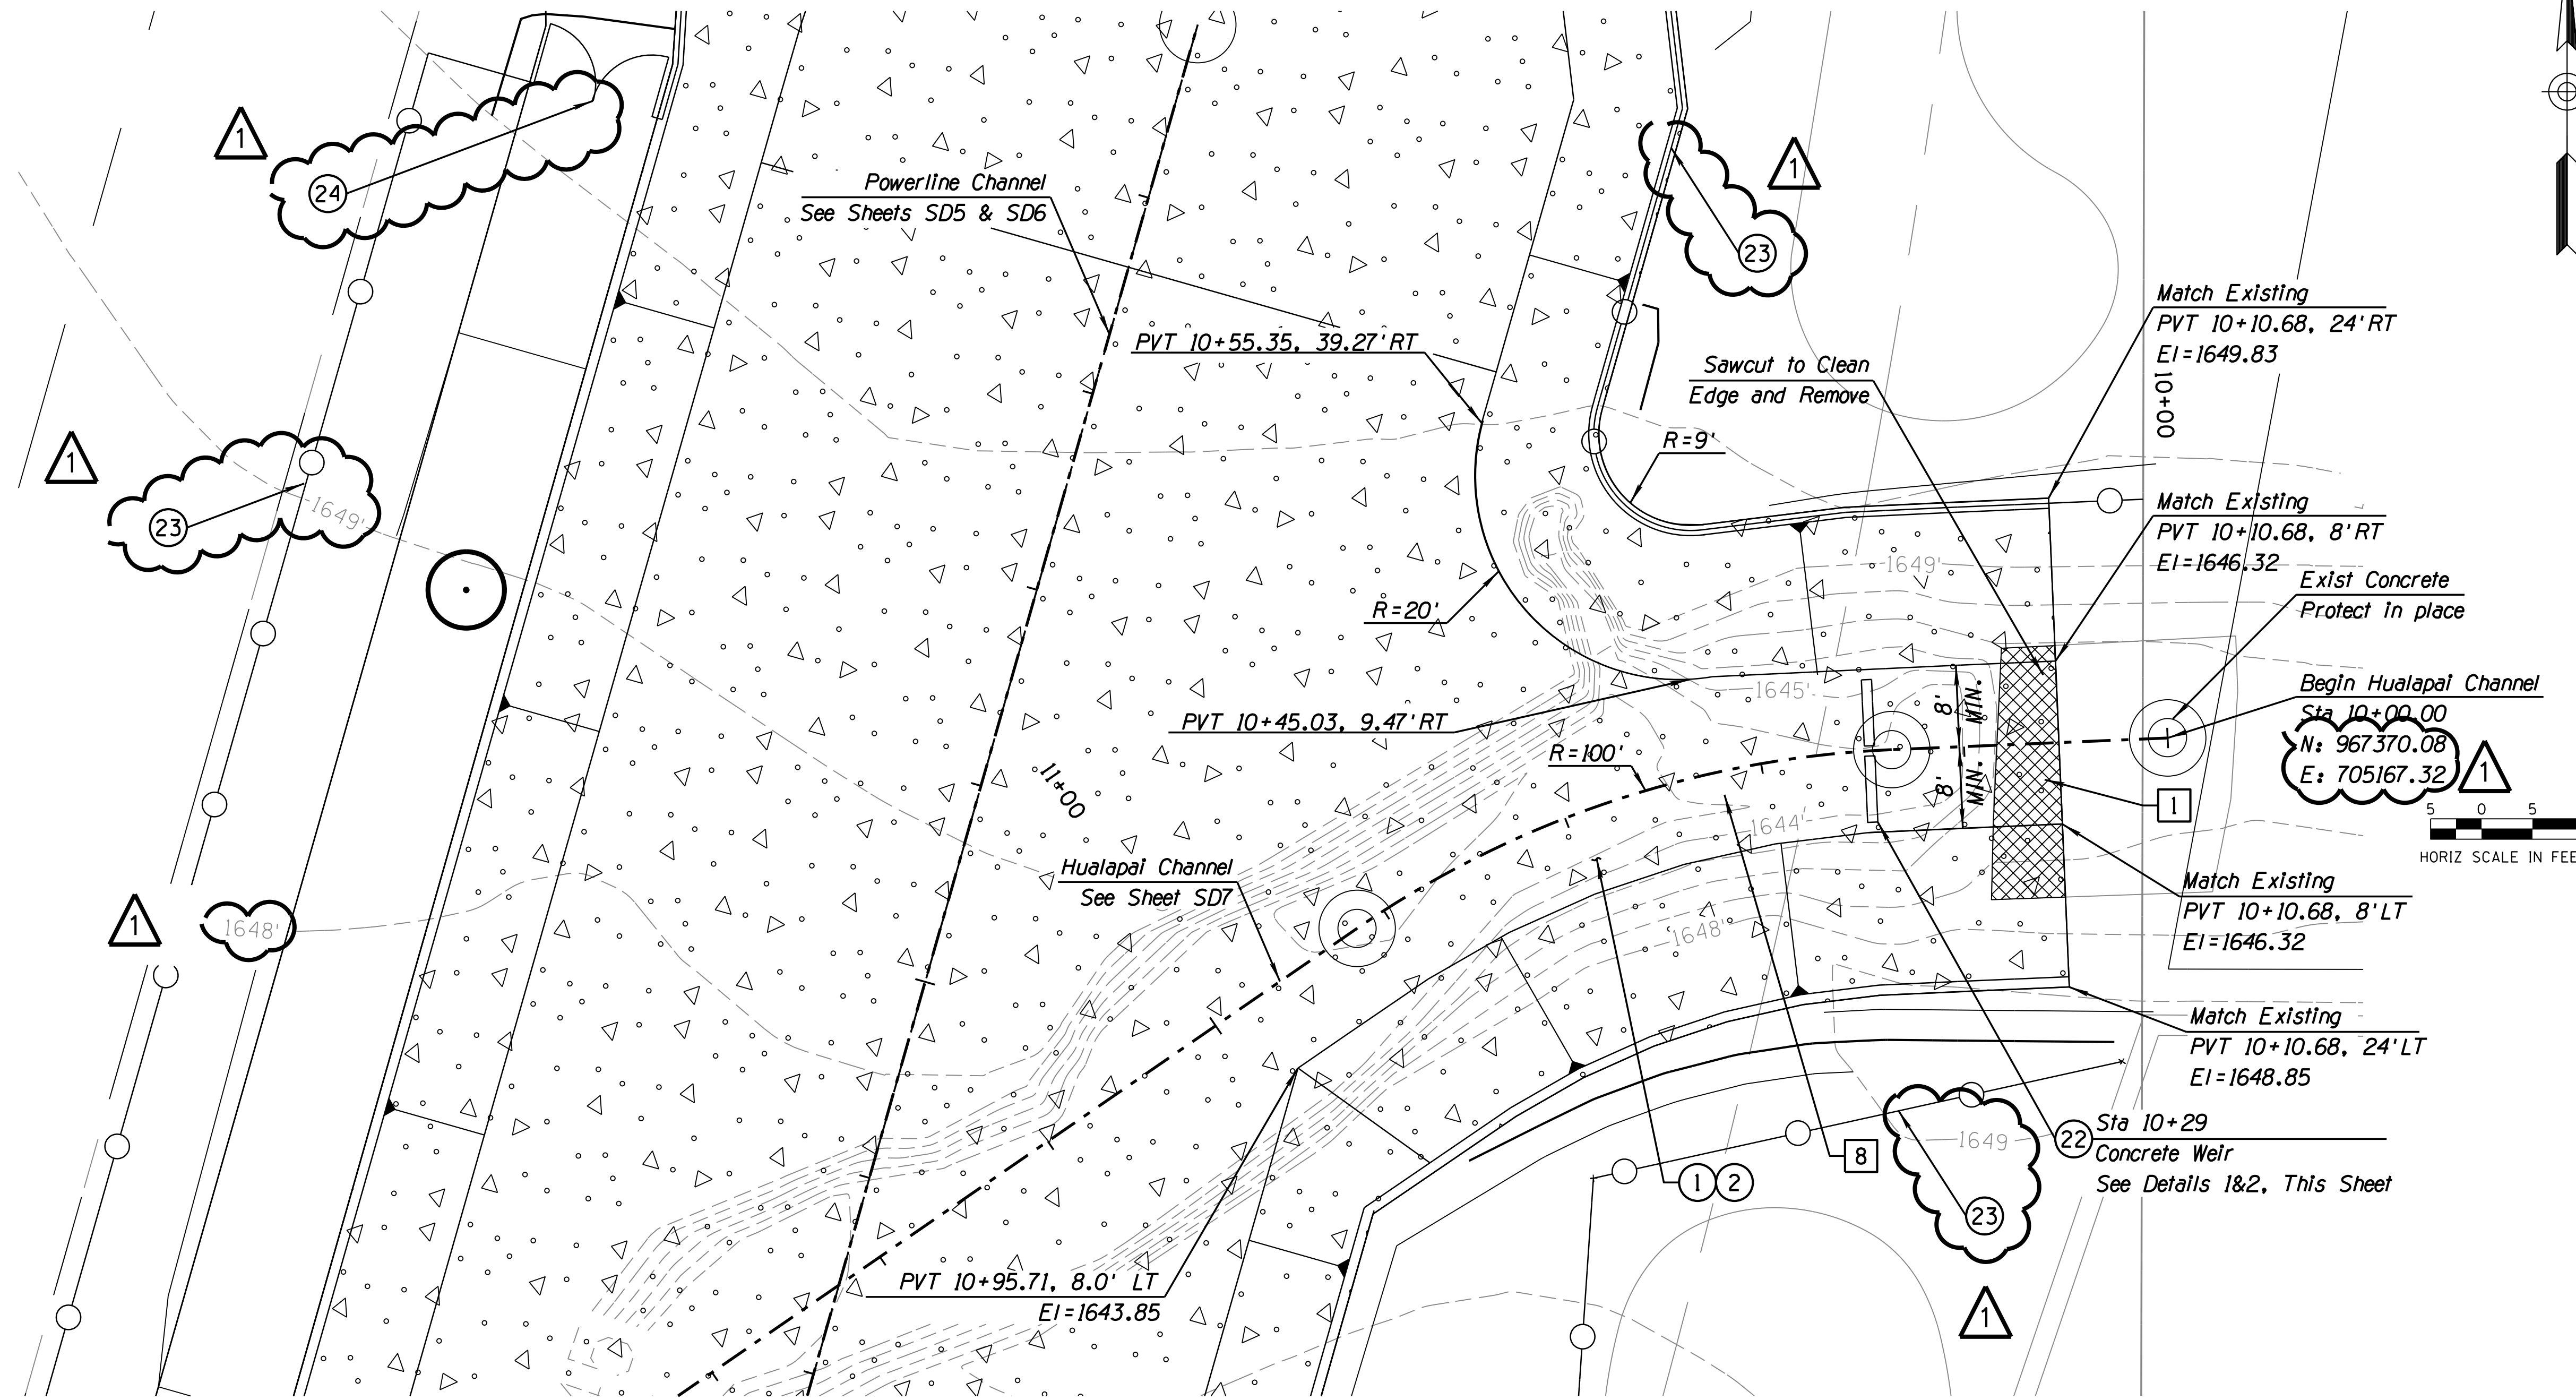 1
24
Powerline Channel
See Sheets SD5 & SD6
1
23
Match Existing
PVT 10+10.68, 24'RT
El=1649.83
10+00
PVT 10+55.35, 39.27'RT
Sawcut to Clean
Edge and Remove
R=9'
1
23
1649'
Match Existing
PVT 10+10.68, 8'RT
El=1646.32
1649'
Exist Concrete
Protect in place
R=20'
Begin Hualapai Channel
Sta 10+00.00
N: 967370.08
E: 705167.32
1
1645'
8'
MIN.
8'
MIN.
PVT 10+45.03, 9.47'RT
R=100'
11+00
1
5 0 5
HORIZ SCALE IN FEE
1644'
Hualapai Channel
See Sheet SD7
Match Existing
PVT 10+10.68, 8'LT
El=1646.32
1
1648'
1648'
Match Existing
PVT 10+10.68, 24'LT
El=1648.85
22
Sta 10+29
Concrete Weir
See Details 1&2, This Sheet
1649
8
1 2
23
1
PVT 10+95.71, 8.0' LT
El=1643.85